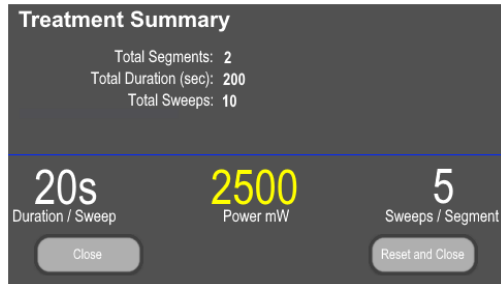 Treatment Summary
Total Segments: 2
Total Duration (sec): 200
Total Sweeps: 10
20s 2500 5
Duration / Sweep Power mW Sweeps / Segment
Close Reset and Close